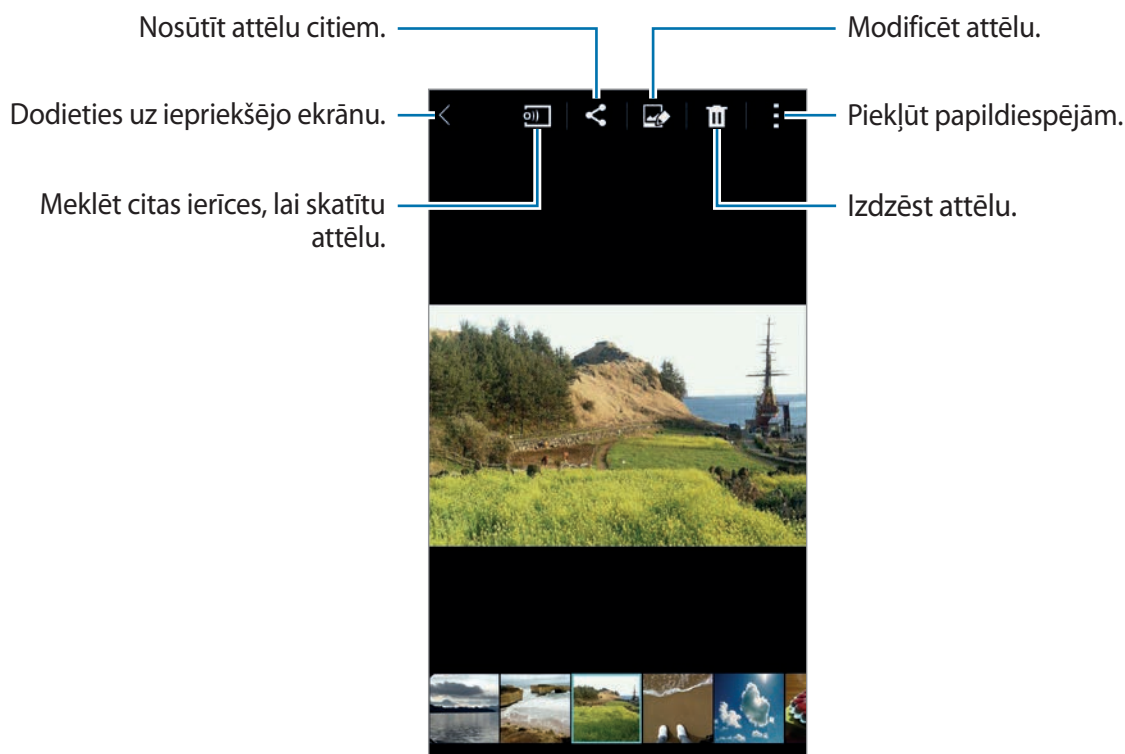 Nosūtīt attēlu citiem.
Modificēt attēlu.
Dodieties uz iepriekšējo ekrānu.
Piekļūt papildiespējām.
Meklēt citas ierīces, lai skatītu
attēlu.
Izdzēst attēlu.